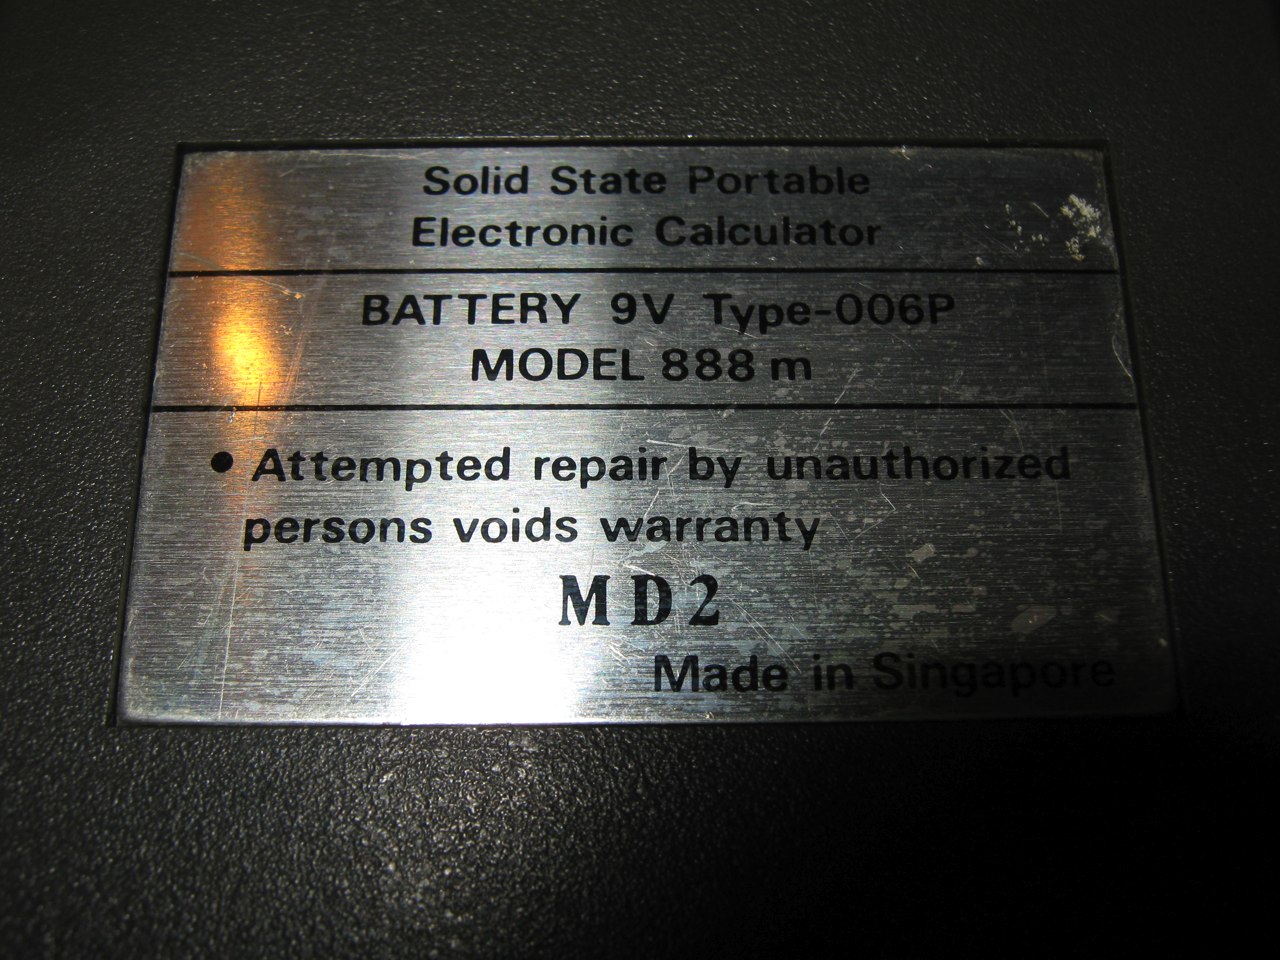 Solid State Portable
Electronic Calculator
BATTERY 9V Type-006P
MODEL 888 m
• Attempted repair by unauthorized
persons voids warranty
MD2
Made in Singapore